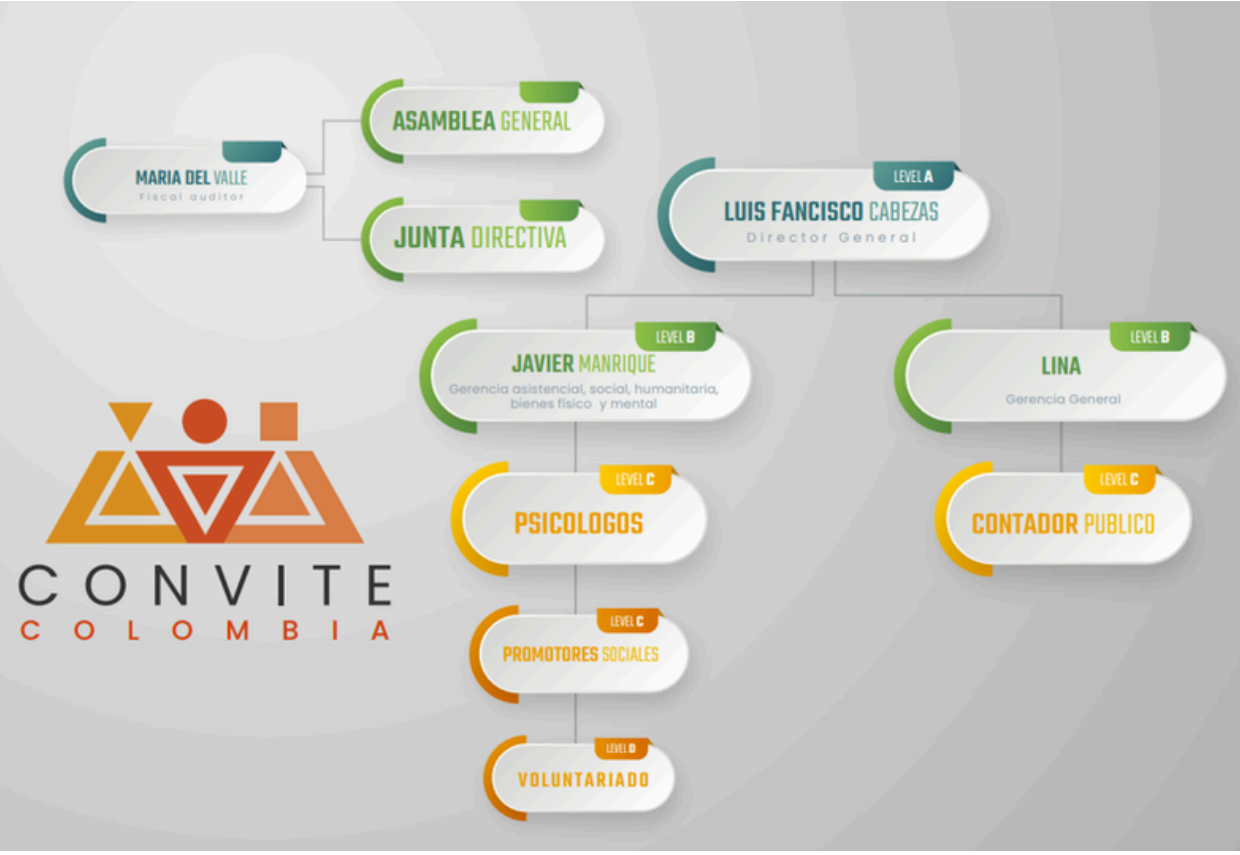 ASAMBLEA GENERAL
MARIA DEL VALLE
Fiscal auditor
JUNTA DIRECTIVA
LEVEL A
LUIS FANCISCO CABEZAS
Director General
LEVEL B
JAVIER MANRIQUE
Gerencia asistencial, social, humanitaria,
bienes físico y mental
LEVEL B
LINA
Gerencia General
LEVEL C
PSICOLOGOS
LEVEL C
CONTADOR PUBLICO
LEVEL C
PROMOTORES SOCIALES
LEVEL D
VOLUNTARIADO
CONVITE
COLOMBIA